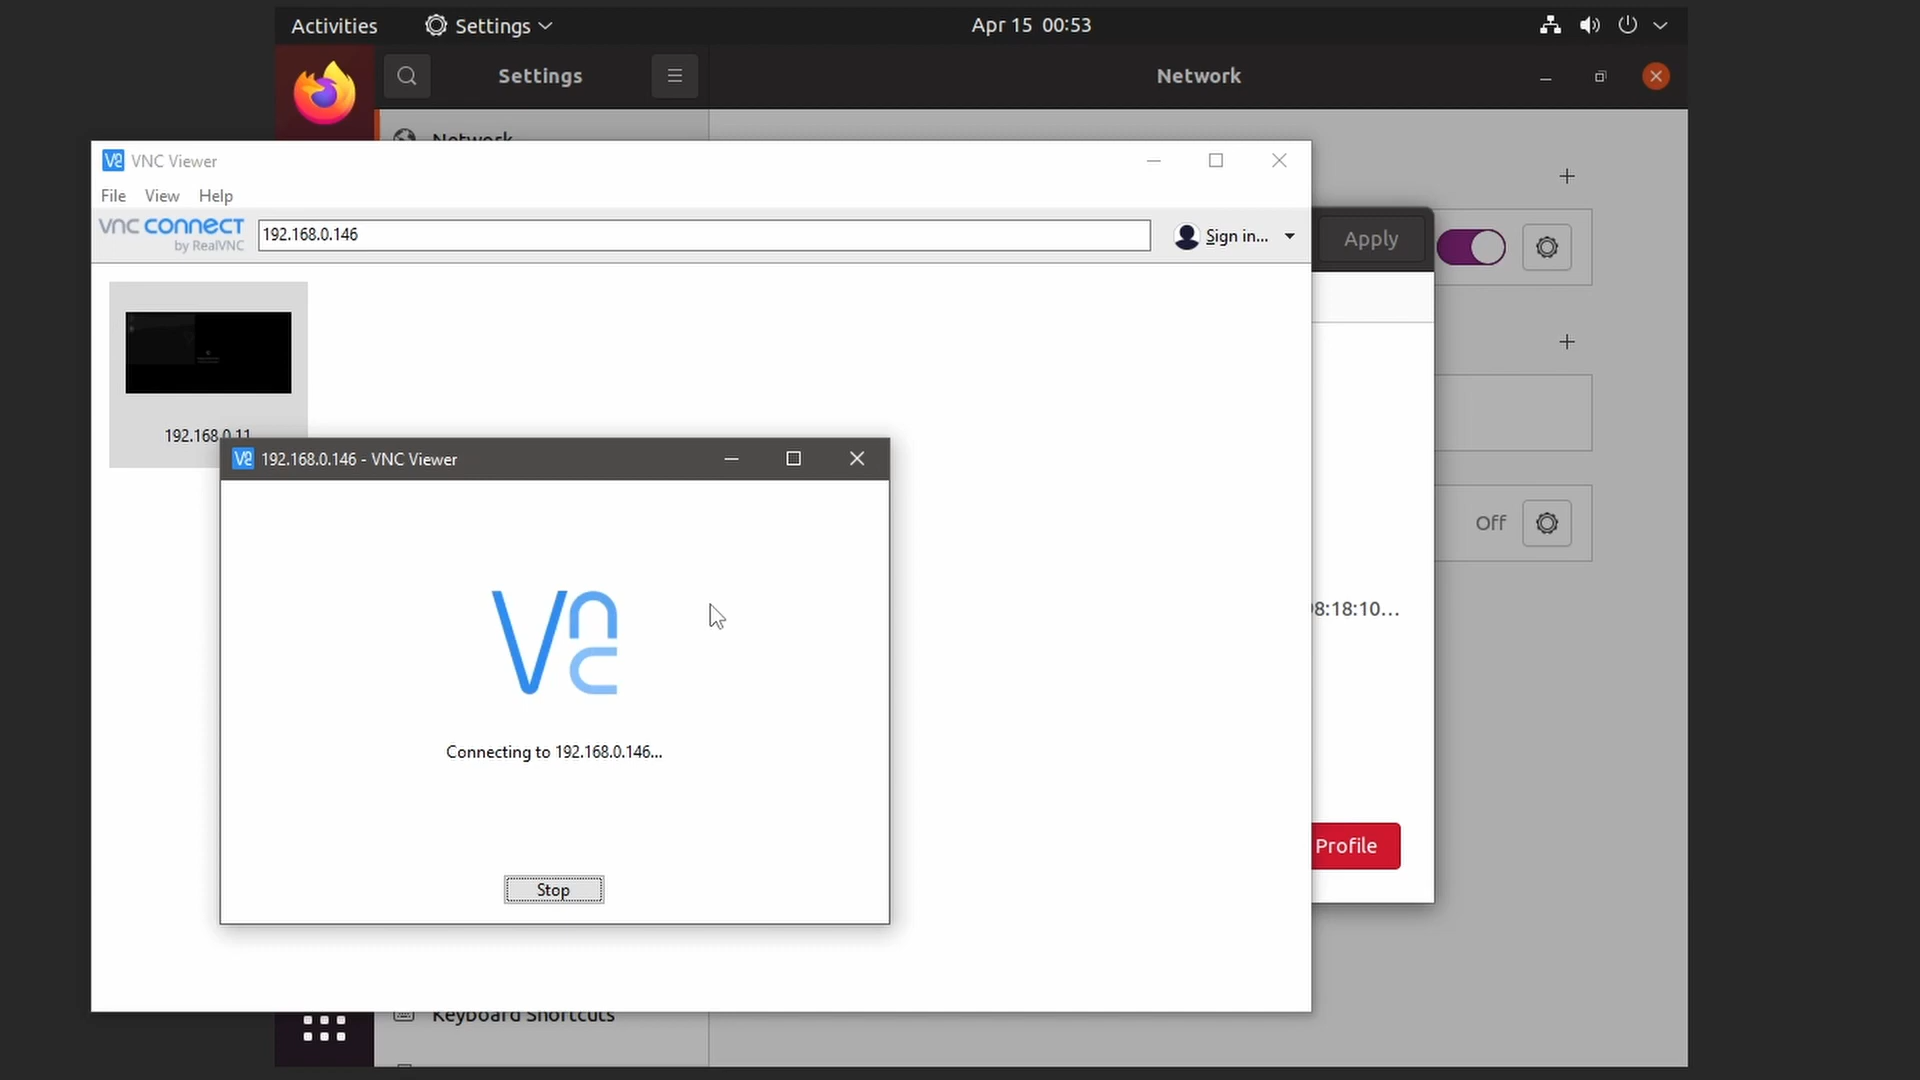 Activities
Settings
Apr 15 00:53
Settings
Network
Network
VNC Viewer
File View Help
vnc connect
by RealVNC
192.168.0.146
Sign in...
Apply
192.168.0.11
192.168.0.146 - VNC Viewer
Off
Connecting to 192.168.0.146...
8:18:10...
Profile
Stop
Keyboard Shortcuts